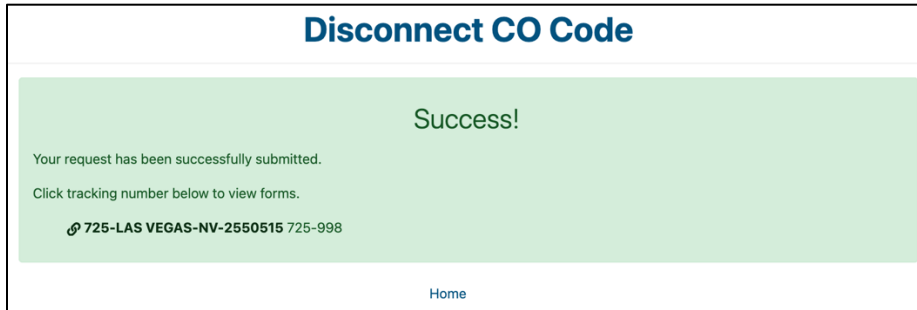 Disconnect CO Code
Success!
Your request has been successfully submitted.
Click tracking number below to view forms.
725-LAS VEGAS-NV-2550515 725-998
Home